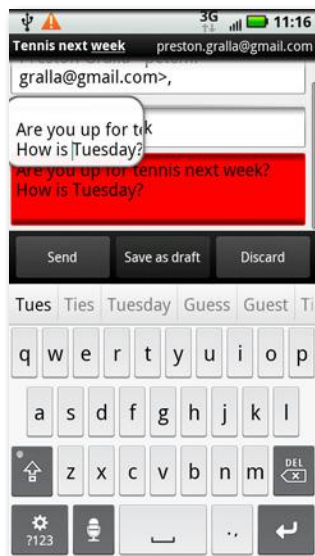 3G 11:16
Tennis next week preston.gralla@gmail.com
gralla@gmail.com>,
Are you up for t k
How is Tuesday?
Are you up for tennis next week?
How is Tuesday?
Send Save as draft Discard
Tues Ties Tuesday Guess Guest Ti
q w e r t y u i o p
a s d f g h j k l
z x c v b n m DEL
?123 .,